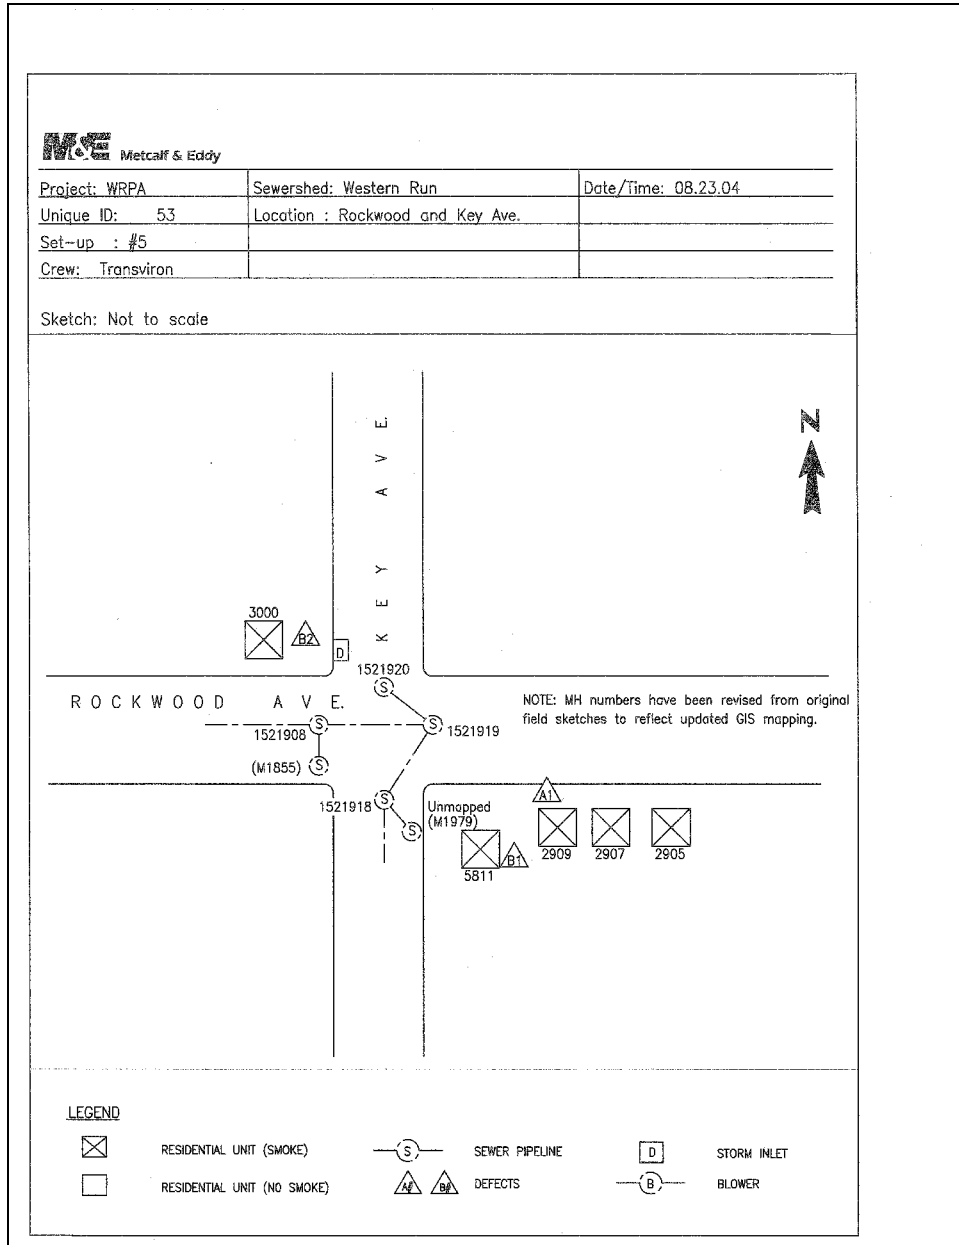 M&E Metcalf & Eddy
Project: WRPA
Sewershed: Western Run
Date/Time: 08.23.04
Unique ID: 53
Location : Rockwood and Key Ave.
Set-up : #5
Crew: Transviron
Sketch: Not to scale
N
KEY AVE.
3000
B2
D
1521920
S
ROCKWOOD AVE.
NOTE: MH numbers have been revised from original
field sketches to reflect updated GIS mapping.
S
1521908
S
1521919
(M1855)
S
1521918
S
Unmapped
(M1979)
S
A1
B1
5811
2909
2907
2905
LEGEND
RESIDENTIAL UNIT (SMOKE)
S
SEWER PIPELINE
D
STORM INLET
RESIDENTIAL UNIT (NO SMOKE)
A#
B#
DEFECTS
B
BLOWER